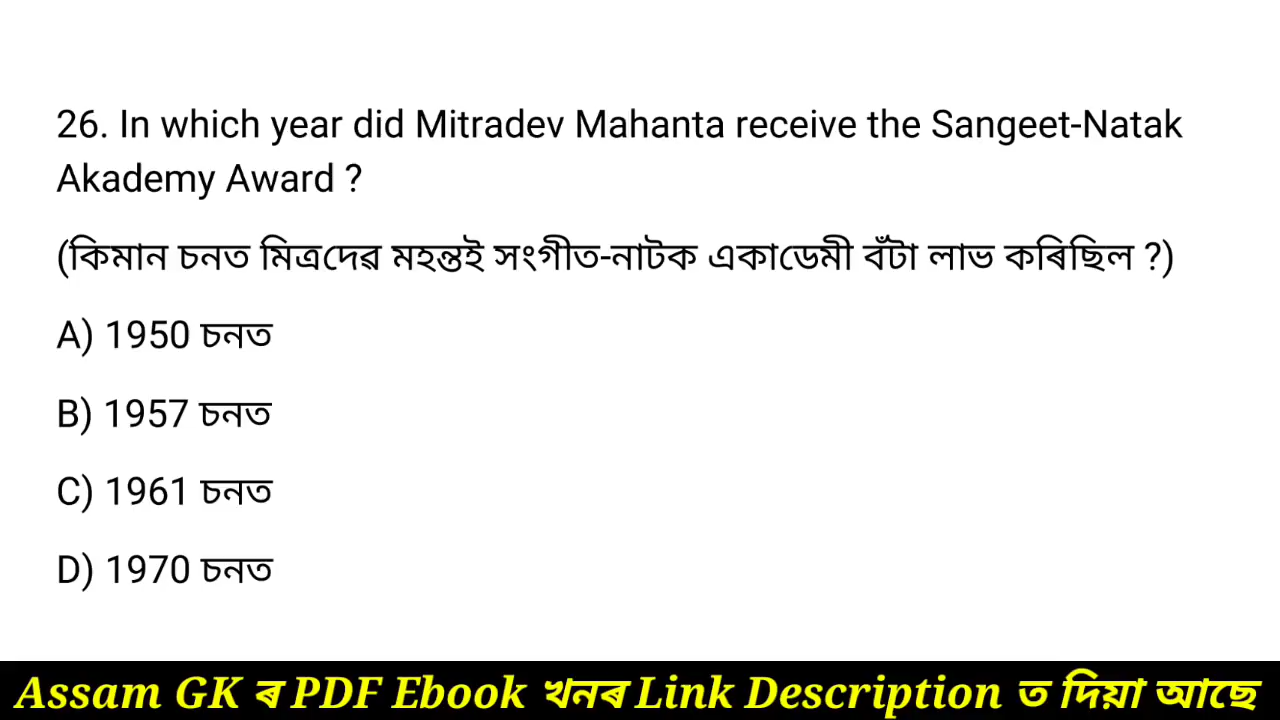 26. In which year did Mitradev Mahanta receive the Sangeet-Natak
Akademy Award ?
(কিমান চনত মিত্ৰদেৱ মহন্তই সংগীত-নাটক একাডেমী বঁটা লাভ কৰিছিল ?)
A) 1950 চনত
B) 1957 চনত
C) 1961 চনত
D) 1970 চনত
Assam GK ৰ PDF Ebook খনৰ Link Description ত দিয়া আছে